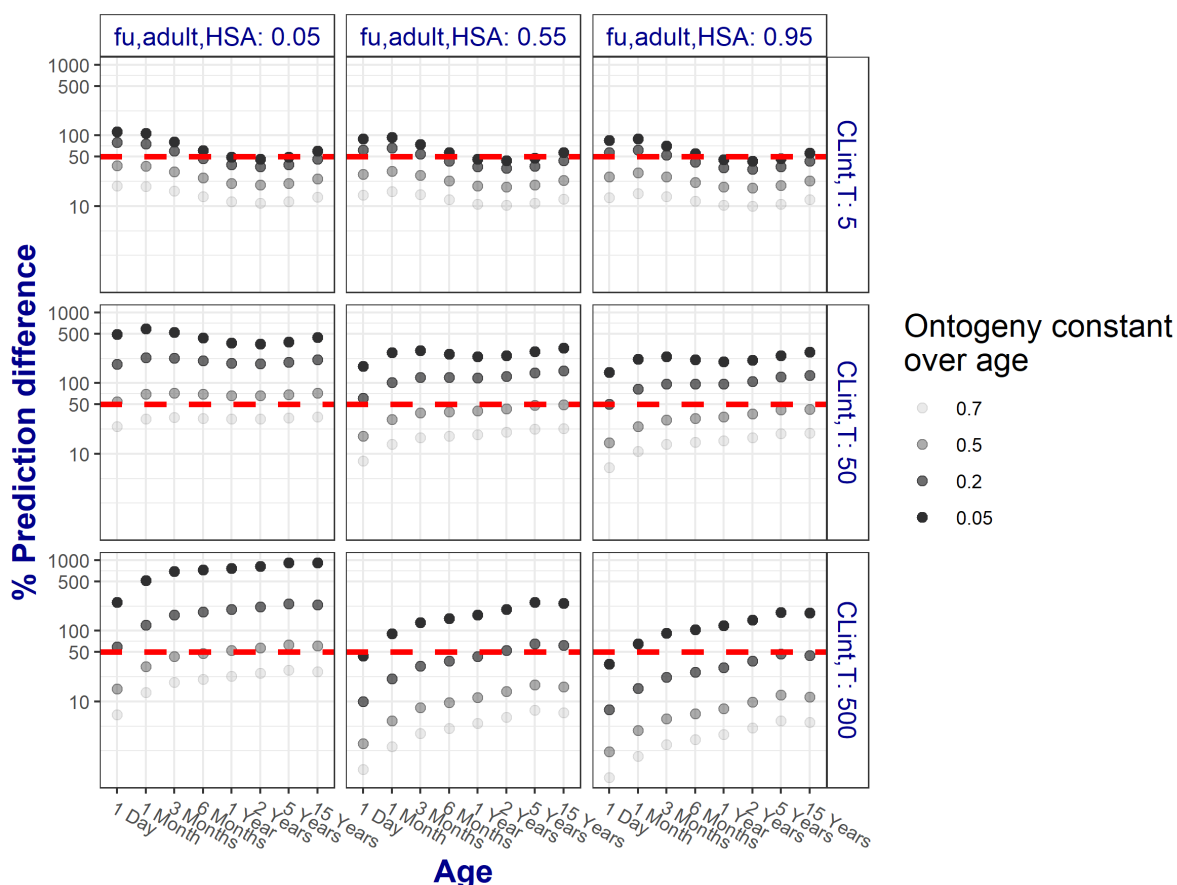 fu,adult,HSA: 0.05
fu,adult,HSA: 0.55
fu,adult,HSA: 0.95
1000
500
100
50
10
CLint,T: 5
1000
500
100
50
10
CLint,T: 50
1000
500
100
50
10
CLint,T: 500
% Prediction difference
1 Day
1 Month
3 Months
6 Months
1 Year
2 Years
5 Years
15 Years
1 Day
1 Month
3 Months
6 Months
1 Year
2 Years
5 Years
15 Years
1 Day
1 Month
3 Months
6 Months
1 Year
2 Years
5 Years
15 Years
Age
Ontogeny constant
over age
0.7
0.5
0.2
0.05